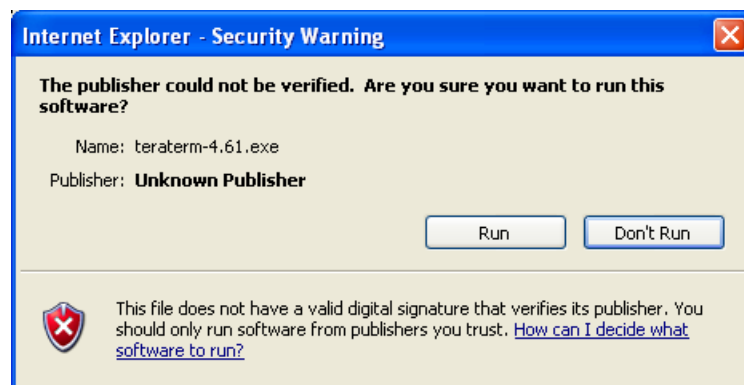 Internet Explorer - Security Warning
The publisher could not be verified.  Are you sure you want to run this
software?
Name: teraterm-4.61.exe
Publisher: Unknown Publisher
Run
Don't Run
This file does not have a valid digital signature that verifies its publisher. You
should only run software from publishers you trust. How can I decide what
software to run?